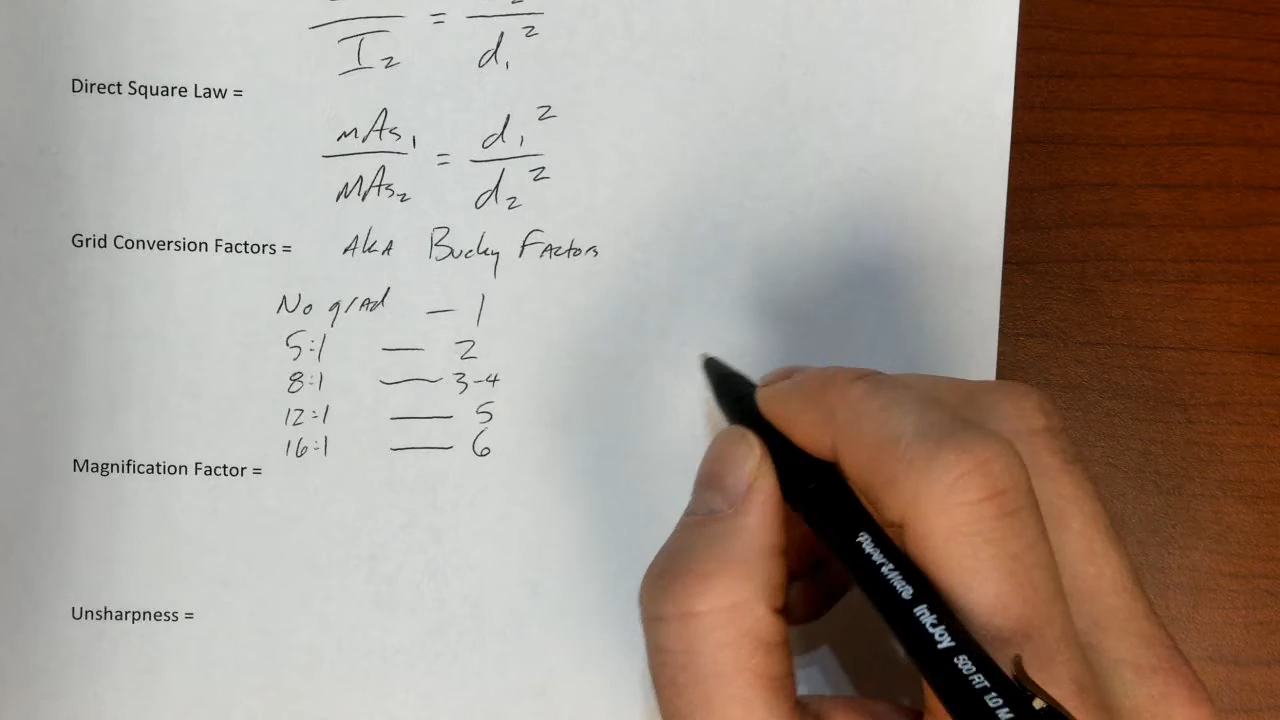 I₂ = d₁²
Direct Square Law =
mAs₁ = d₁²
mAs₂ d₂²
Grid Conversion Factors = AKA Bucky Factors
No grid — 1
5:1 — 2
8:1 — 3-4
12:1 — 5
16:1 — 6
Magnification Factor =
Unsharpness =
PaperMate InkJoy 500 RT 1.0 M